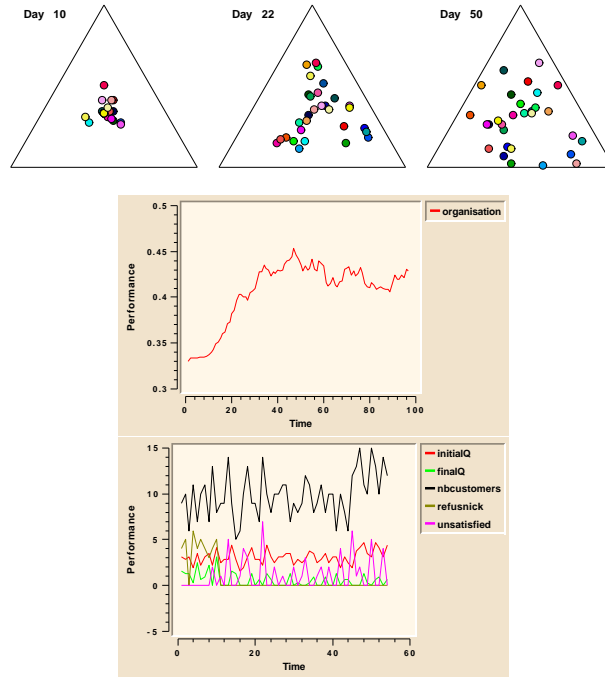 Day 10
Day 22
Day 50
0.5
0.45
0.4
0.35
0.3
Performance
0
20
40
60
80
100
Time
organisation
15
10
5
0
-5
Performance
0
20
40
60
Time
initialQ
finalQ
nbcustomers
refusnick
unsatisfied